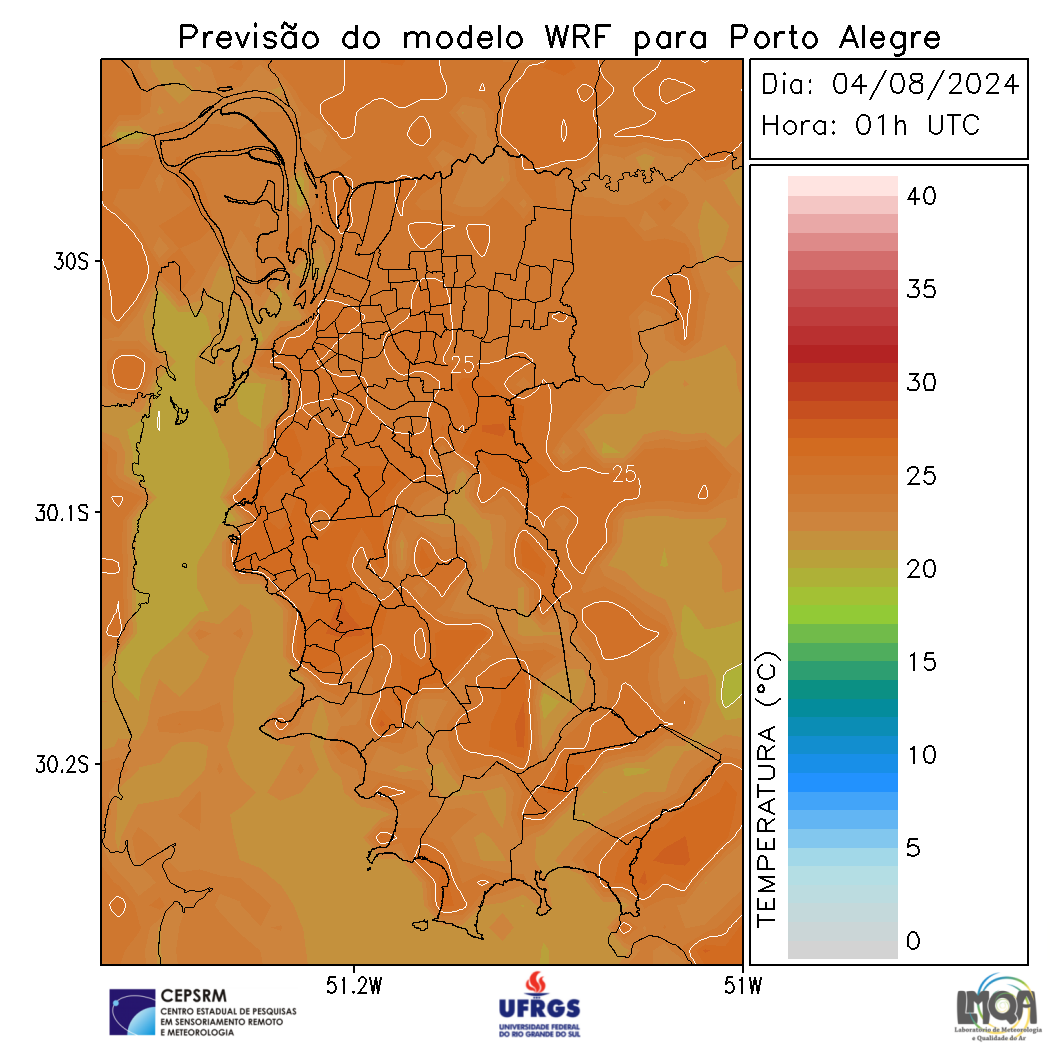 Previsão do modelo WRF para Porto Alegre
Dia: 04/08/2024
Hora: 01h UTC
30S
30.1S
30.2S
51.2W
51W
25
25
TEMPERATURA (°C)
40
35
30
25
20
15
10
5
0
CEPSRM
CENTRO ESTADUAL DE PESQUISAS
EM SENSORIAMENTO REMOTO
E METEOROLOGIA
UFRGS
UNIVERSIDADE FEDERAL
DO RIO GRANDE DO SUL
LMQA
Laboratório de Meteorologia
e Qualidade do Ar